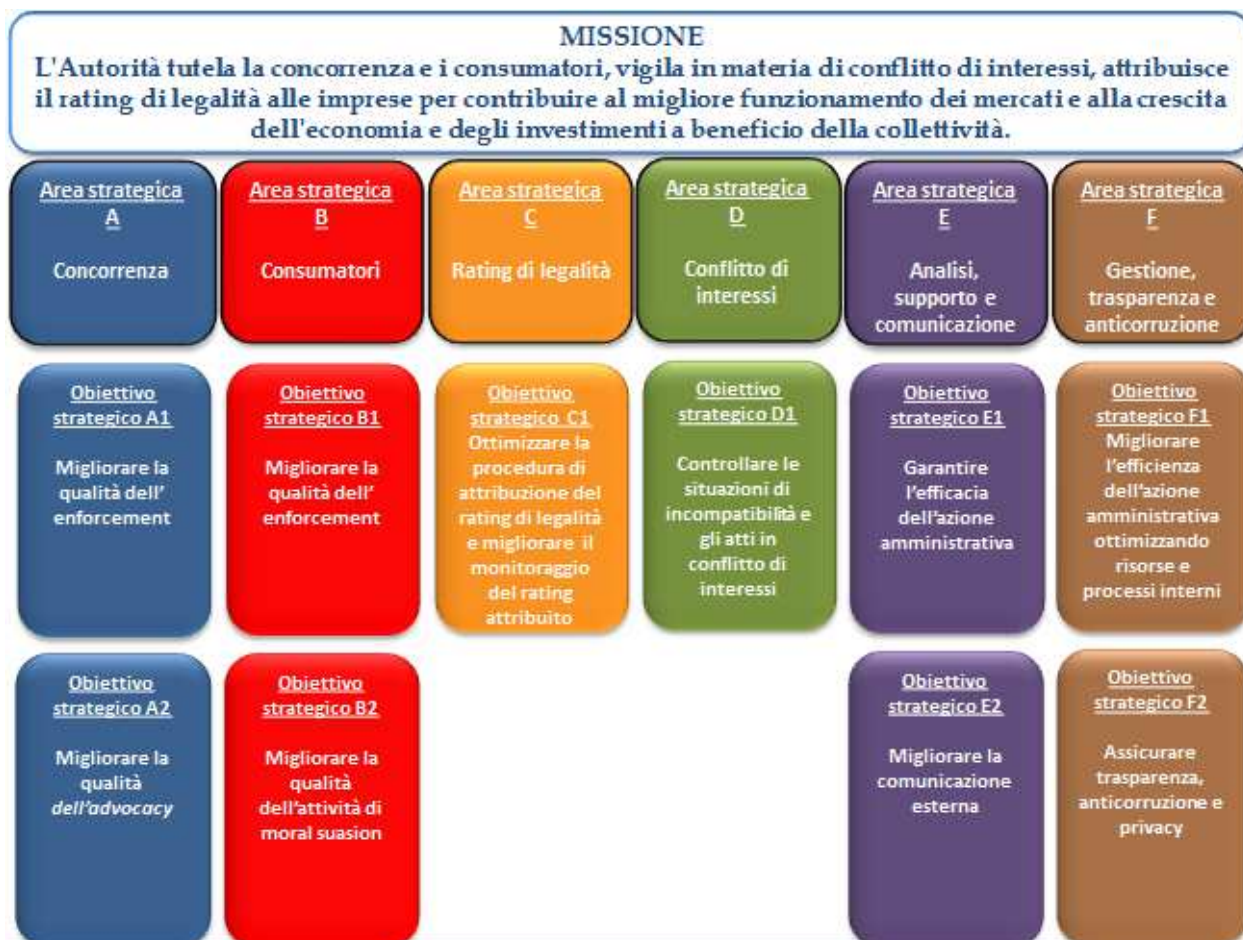 MISSIONE
L'Autorità tutela la concorrenza e i consumatori, vigila in materia di conflitto di interessi, attribuisce
il rating di legalità alle imprese per contribuire al migliore funzionamento dei mercati e alla crescita
dell'economia e degli investimenti a beneficio della collettività.
Area strategica
A
Concorrenza
Area strategica
B
Consumatori
Area strategica
C
Rating di legalità
Area strategica
D
Conflitto di
interessi
Area strategica
E
Analisi,
supporto e
comunicazione
Area strategica
F
Gestione,
trasparenza e
anticorruzione
Obiettivo
strategico A1
Migliorare la
qualità dell'
enforcement
Obiettivo
strategico B1
Migliorare la
qualità dell'
enforcement
Obiettivo
strategico C1
Ottimizzare la
procedura di
attribuzione del
rating di legalità
e migliorare il
monitoraggio
del rating
attribuito
Obiettivo
strategico D1
Controllare le
situazioni di
incompatibilità e
gli atti in
conflitto di
interessi
Obiettivo
strategico E1
Garantire
l'efficacia
dell'azione
amministrativa
Obiettivo
strategico F1
Migliorare
l'efficienza
dell'azione
amministrativa
ottimizzando
risorse e
processi interni
Obiettivo
strategico A2
Migliorare la
qualità
dell'advocacy
Obiettivo
strategico B2
Migliorare la
qualità
dell'attività di
moral suasion
Obiettivo
strategico E2
Migliorare la
comunicazione
esterna
Obiettivo
strategico F2
Assicurare
trasparenza,
anticorruzione e
privacy